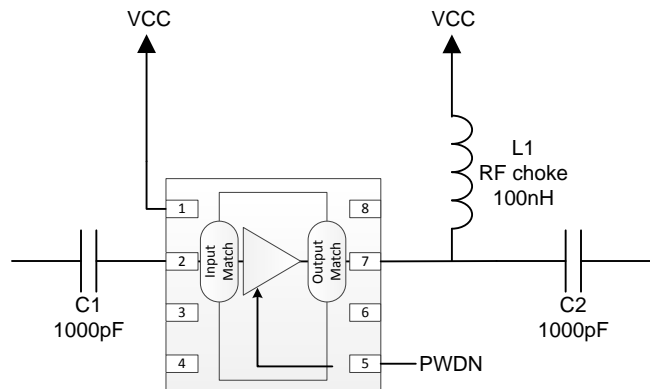 VCC
VCC
L1
RF choke
100nH
1
8
2
Input
Match
Output
Match
7
C1
1000pF
3
6
C2
1000pF
4
5
PWDN